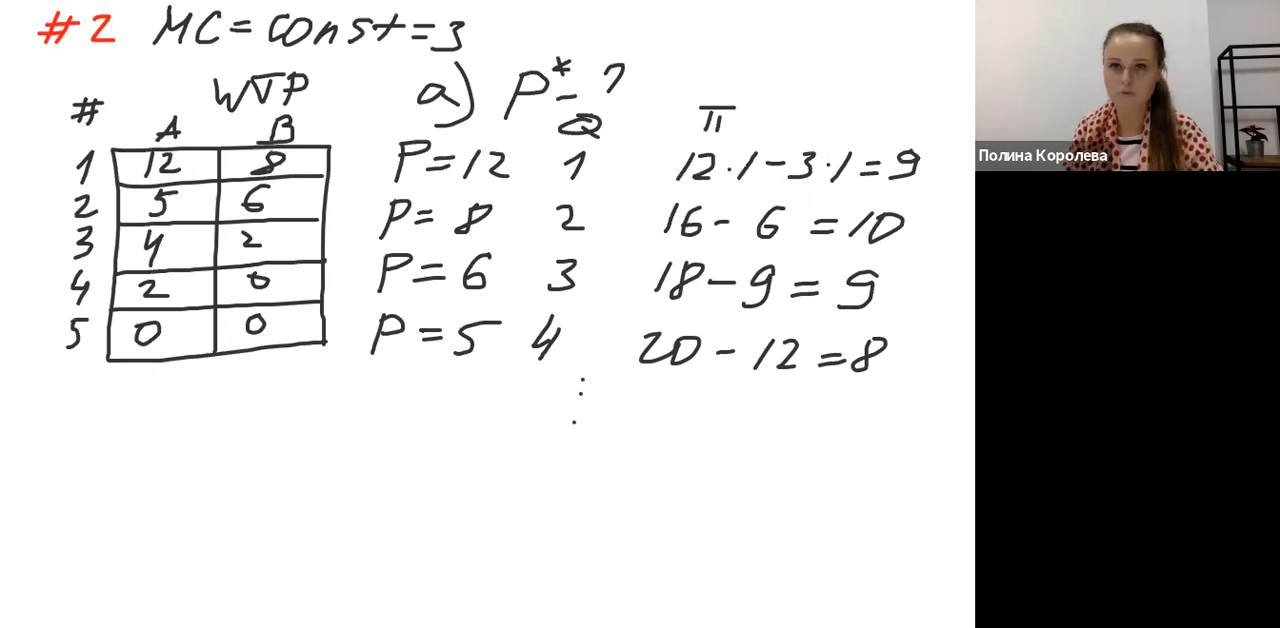 #2 MC = const = 3
WTP
a) P* - ?
# A B Q π
1 12 8 P = 12 1 12·1 - 3·1 = 9
2 5 6 P = 8 2 16 - 6 = 10
3 4 2 P = 6 3 18 - 9 = 9
4 2 0 P = 5 4 20 - 12 = 8
5 0 0
Полина Королева